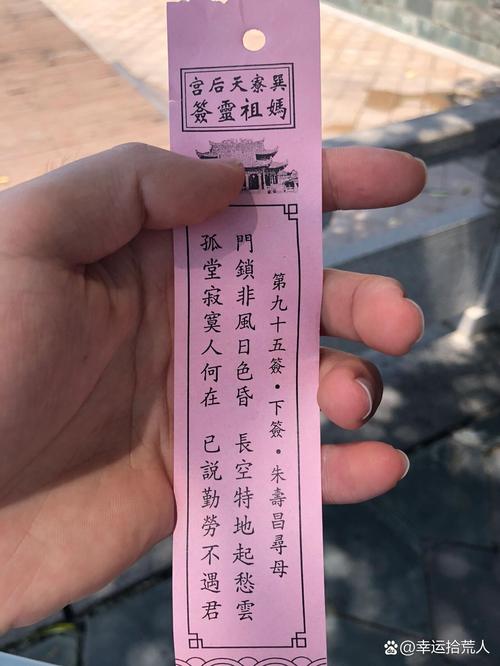 巽寮天后宮
媽祖靈簽
第九十五簽·下簽·朱壽昌尋母
門鎖非風日色昏 長空特地起愁雲
孤堂寂寞人何在 已説勤勞不遇君
@幸运拾荒人